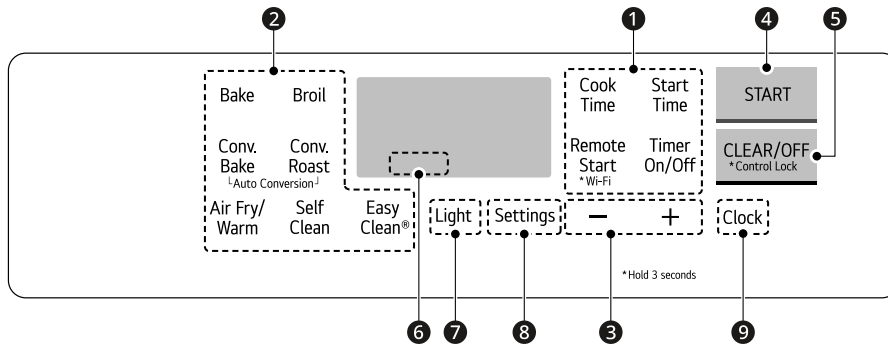 2
1
4
5
Bake Broil
Cook Start
Time Time
START
Conv. Conv.
Bake Roast
└Auto Conversion┘
Remote Timer
Start On/Off
*Wi-Fi
CLEAR/OFF
*Control Lock
Air Fry/ Self Easy
Warm Clean Clean®
Light
Settings
− +
Clock
*Hold 3 seconds
6
7
8
3
9